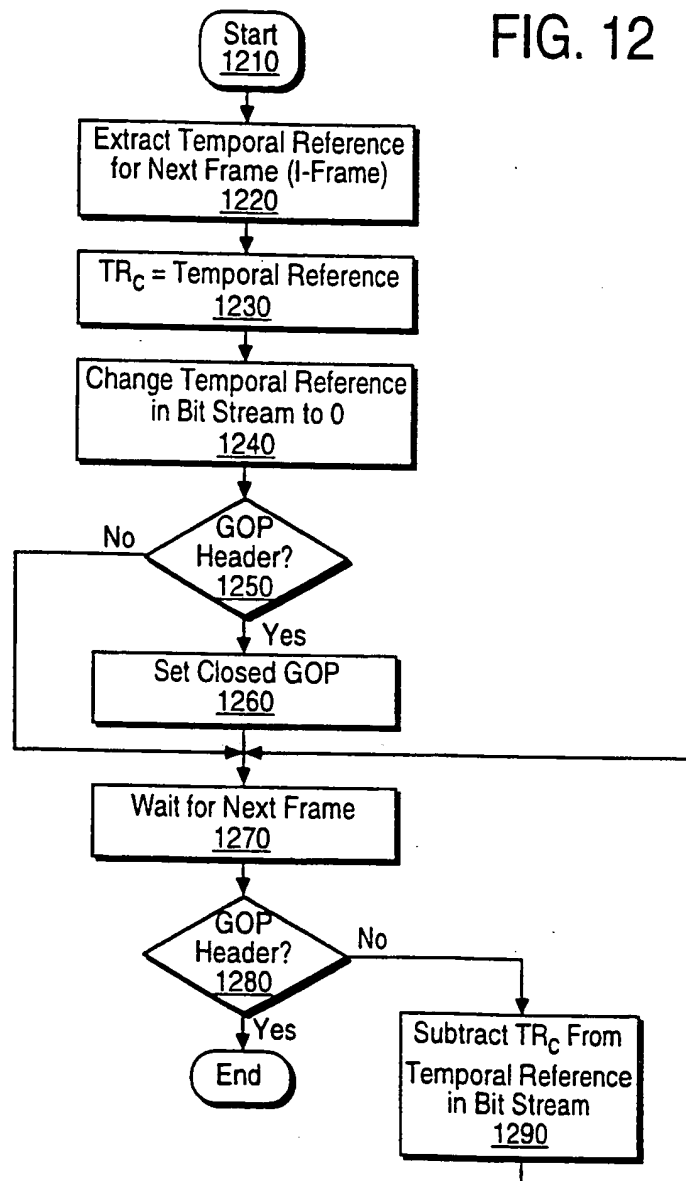 FIG. 12
Start
1210
Extract Temporal Reference
for Next Frame (I-Frame)
1220
TRC = Temporal Reference
1230
Change Temporal Reference
in Bit Stream to 0
1240
GOP
Header?
1250
No
Yes
Set Closed GOP
1260
Wait for Next Frame
1270
GOP
Header?
1280
No
Yes
End
Subtract TRC From
Temporal Reference
in Bit Stream
1290